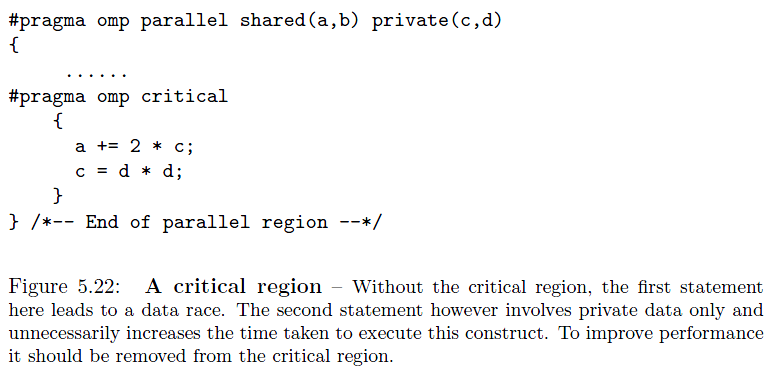 #pragma omp parallel shared(a,b) private(c,d)
{
......
#pragma omp critical
{
a += 2 * c;
c = d * d;
}
} /*-- End of parallel region --*/
Figure 5.22: A critical region – Without the critical region, the first statement
here leads to a data race. The second statement however involves private data only and
unnecessarily increases the time taken to execute this construct. To improve performance
it should be removed from the critical region.